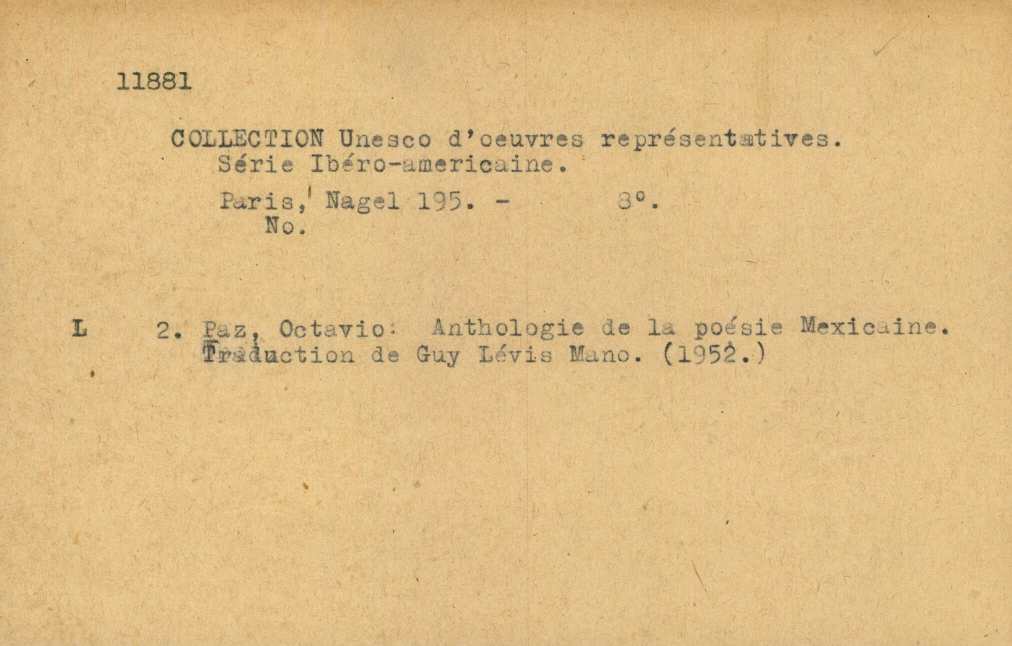 11881
COLLECTION Unesco d'oeuvres représentatives.
Série Ibéro-americaine.
Paris, Nagel 195. - 8°.
No.
L 2. Paz, Octavio: Anthologie de la poésie Mexicaine.
Traduction de Guy Lévis Mano. (1952.)